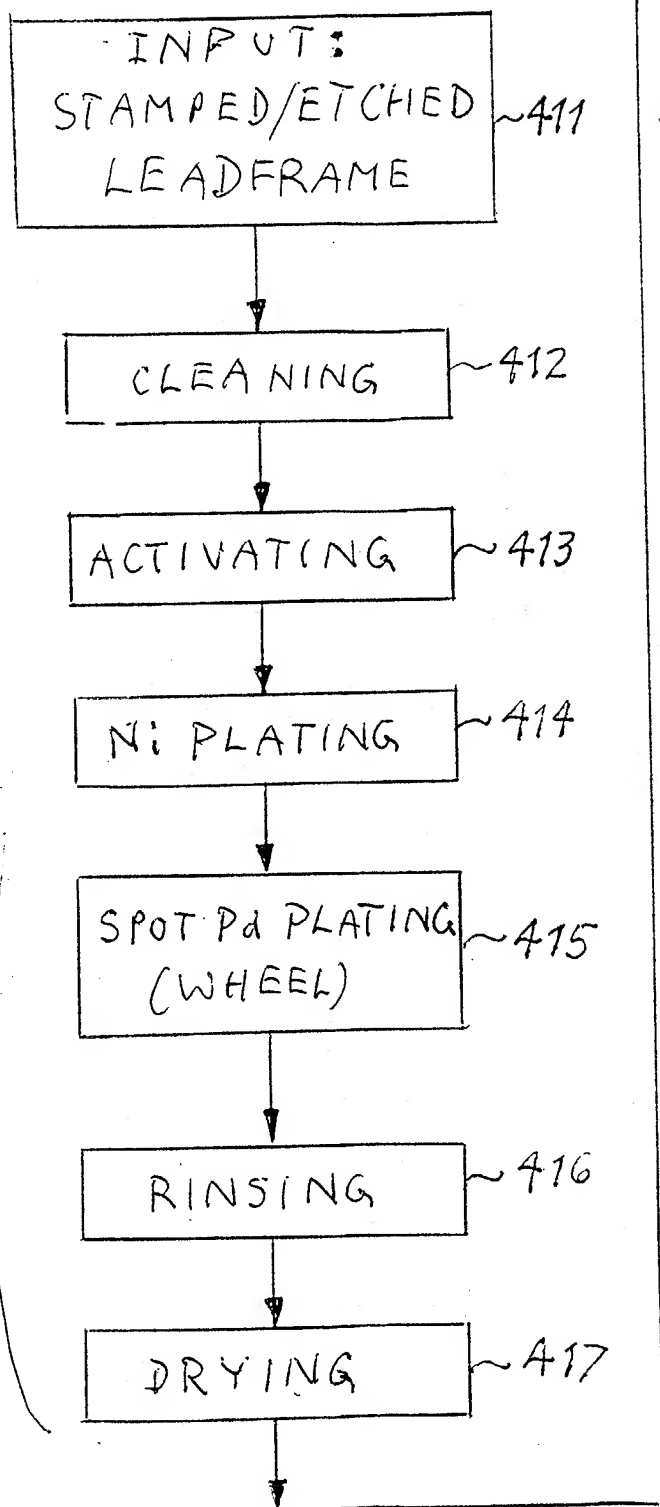 INPUT:
STAMPED/ETCHED
LEADFRAME
~411
CLEANING
~412
ACTIVATING
~413
Ni PLATING
~414
SPOT Pd PLATING
(WHEEL)
~415
RINSING
~416
DRYING
~417